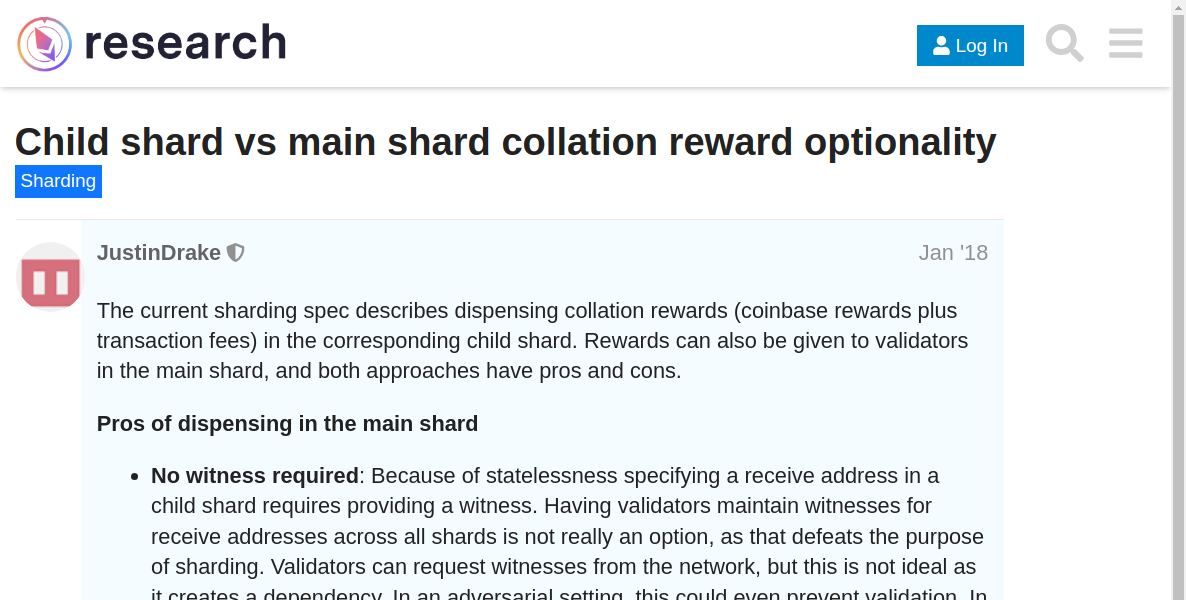 research
Log In
Child shard vs main shard collation reward optionality
Sharding
JustinDrake
Jan '18
The current sharding spec describes dispensing collation rewards (coinbase rewards plus
transaction fees) in the corresponding child shard. Rewards can also be given to validators
in the main shard, and both approaches have pros and cons.
Pros of dispensing in the main shard
• No witness required: Because of statelessness specifying a receive address in a
child shard requires providing a witness. Having validators maintain witnesses for
receive addresses across all shards is not really an option, as that defeats the purpose
of sharding. Validators can request witnesses from the network, but this is not ideal as
it creates a dependency. In an adversarial setting, this could even prevent validation. In